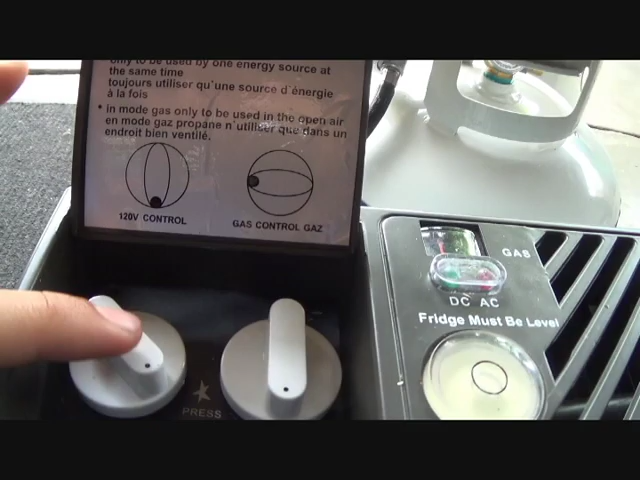 only to be used by one energy source at
the same time
toujours utiliser qu'une source d'énergie
à la fois
• in mode gas only to be used in the open air
en mode gaz propane n'utiliser que dans un
endroit bien ventilé.
120V CONTROL
GAS CONTROL GAZ
GAS
DC AC
Fridge Must Be Level
PRESS